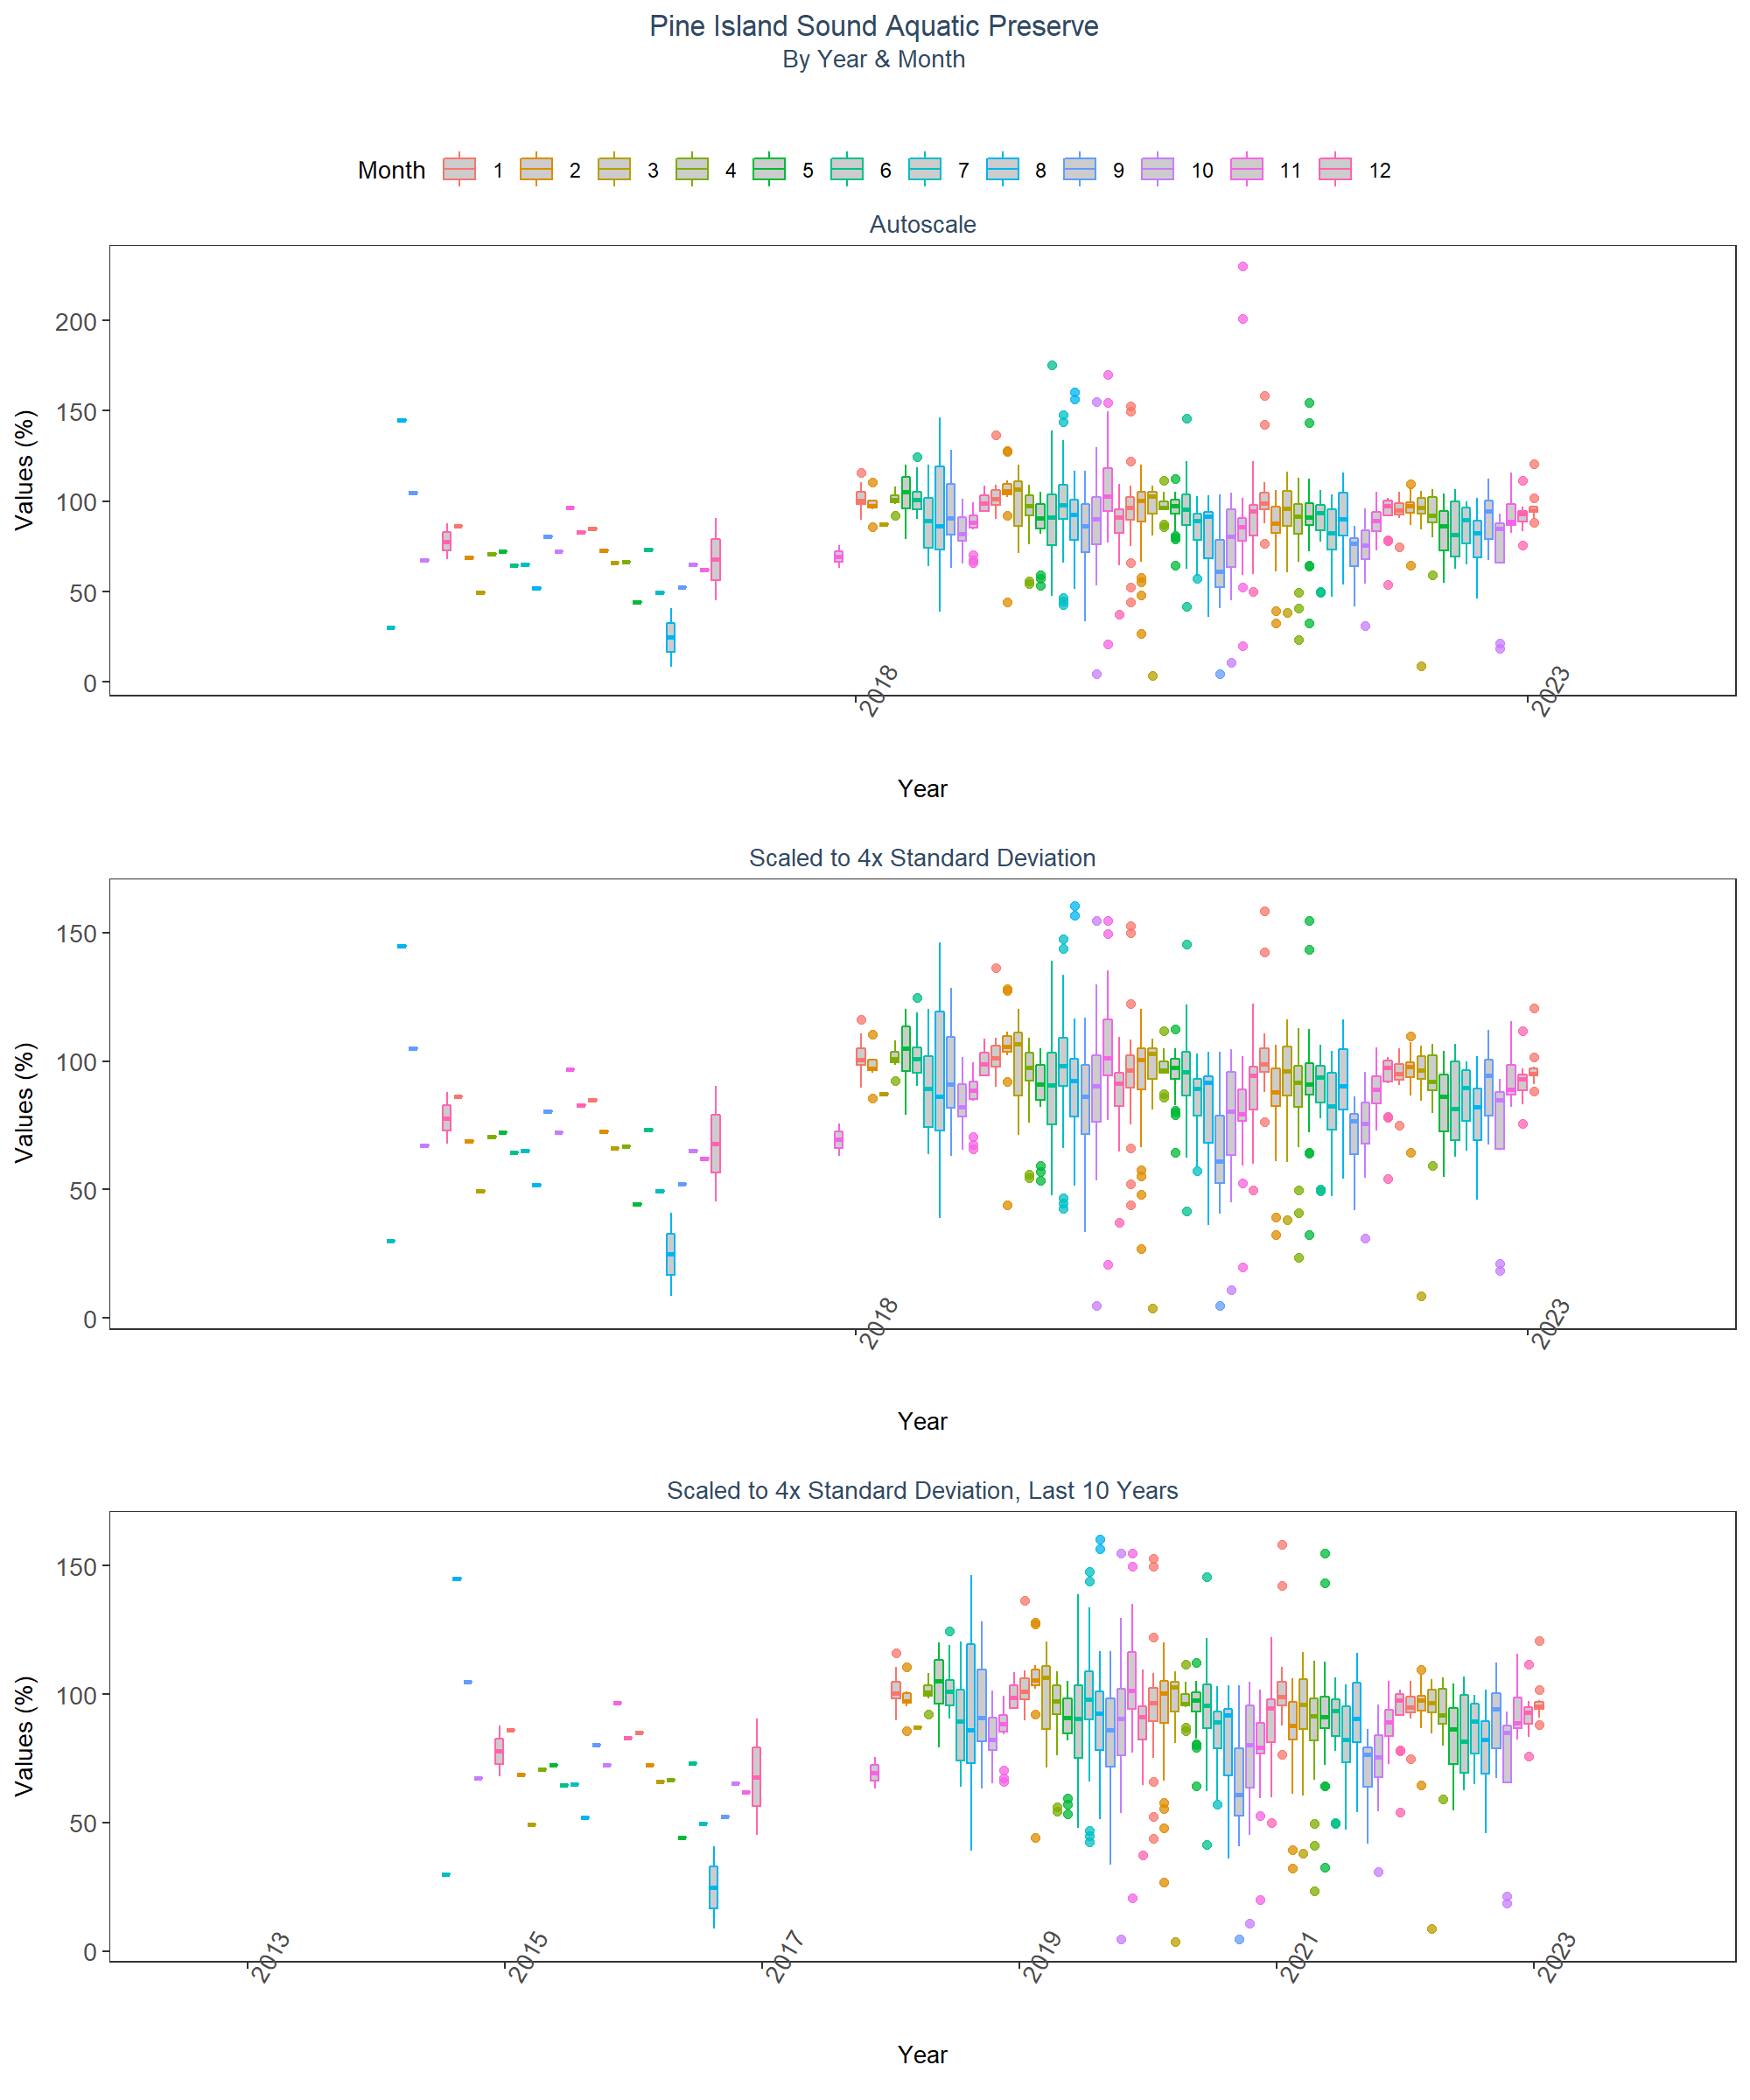 Pine Island Sound Aquatic Preserve
By Year & Month
Month 1 2 3 4 5 6 7 8 9 10 11 12
Autoscale
Values (%)
200
150
100
50
0
2018 2023
Year
Scaled to 4x Standard Deviation
Values (%)
150
100
50
0
2018 2023
Year
Scaled to 4x Standard Deviation, Last 10 Years
Values (%)
150
100
50
0
2013 2015 2017 2019 2021 2023
Year